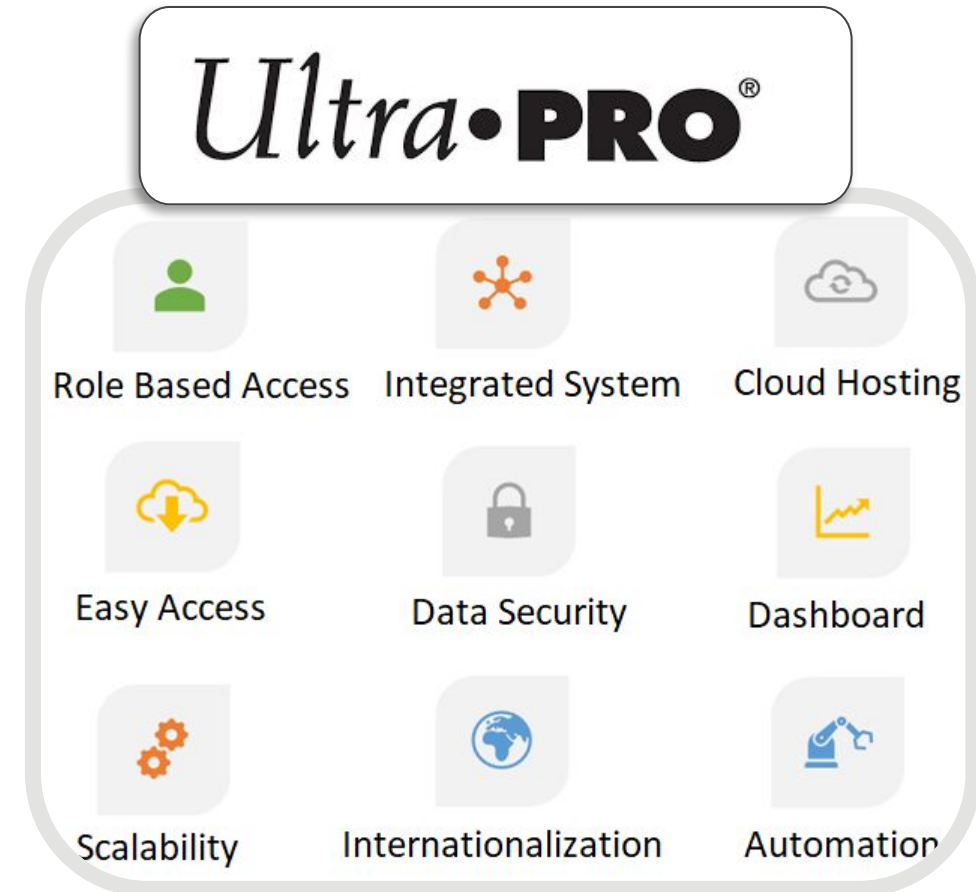 Ultra•PRO®
Role Based Access
Integrated System
Cloud Hosting
Easy Access
Data Security
Dashboard
Scalability
Internationalization
Automation